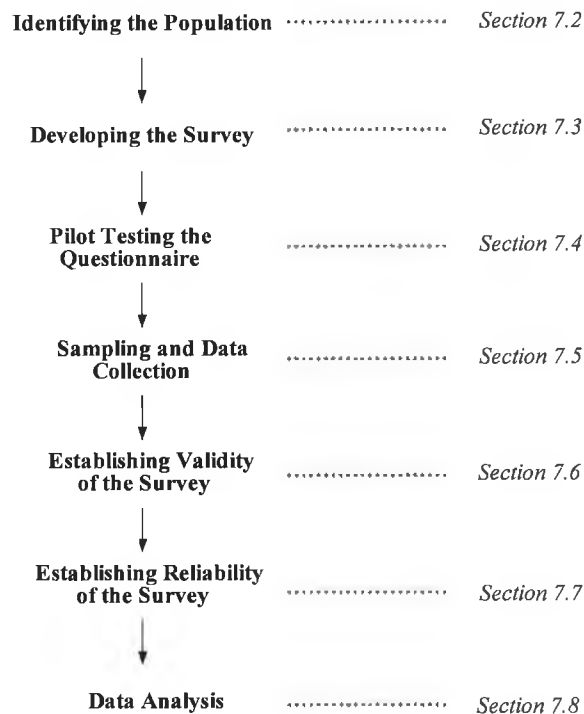 Identifying the Population ........................ Section 7.2
Developing the Survey ........................ Section 7.3
Pilot Testing the
Questionnaire ........................ Section 7.4
Sampling and Data
Collection ........................ Section 7.5
Establishing Validity
of the Survey ........................ Section 7.6
Establishing Reliability
of the Survey ........................ Section 7.7
Data Analysis ........................ Section 7.8